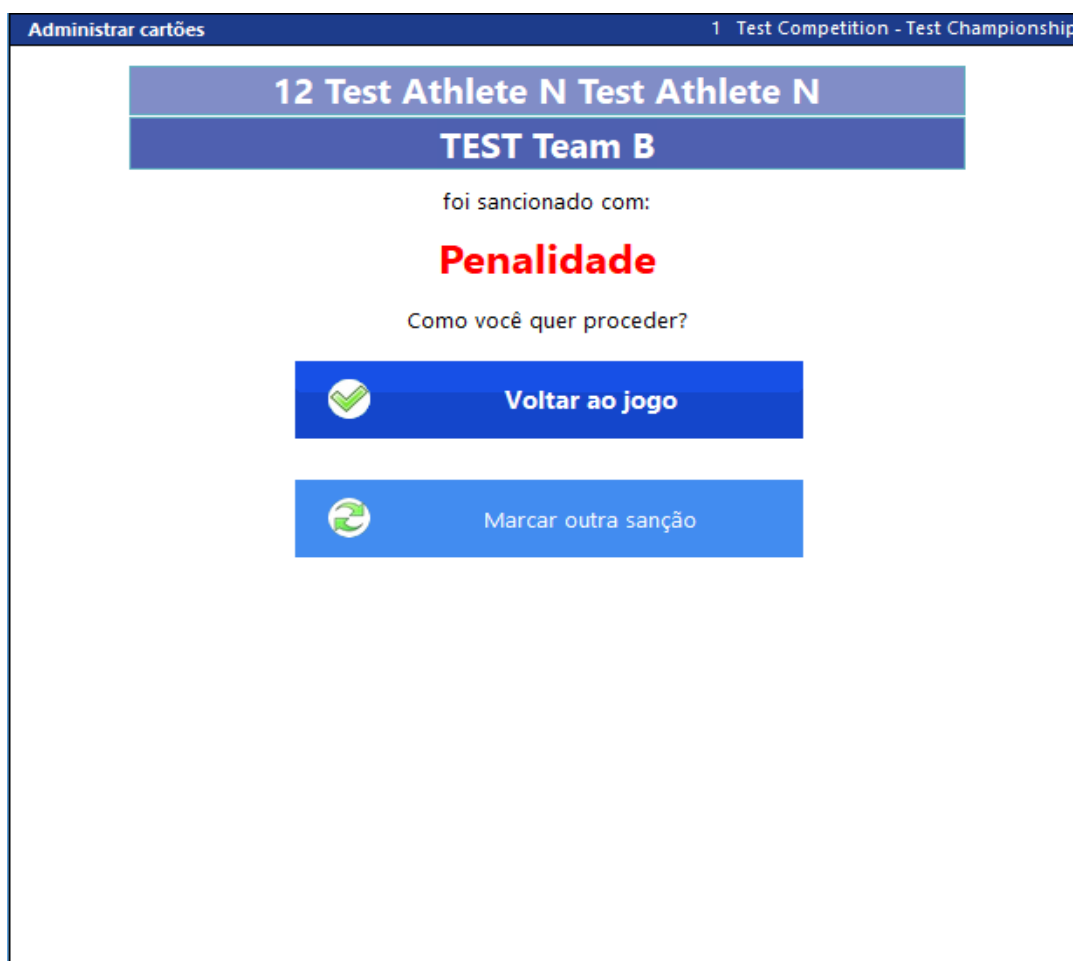 Administrar cartões
1 Test Competition - Test Championship
12 Test Athlete N Test Athlete N
TEST Team B
foi sancionado com:
Penalidade
Como você quer proceder?
Voltar ao jogo
Marcar outra sanção